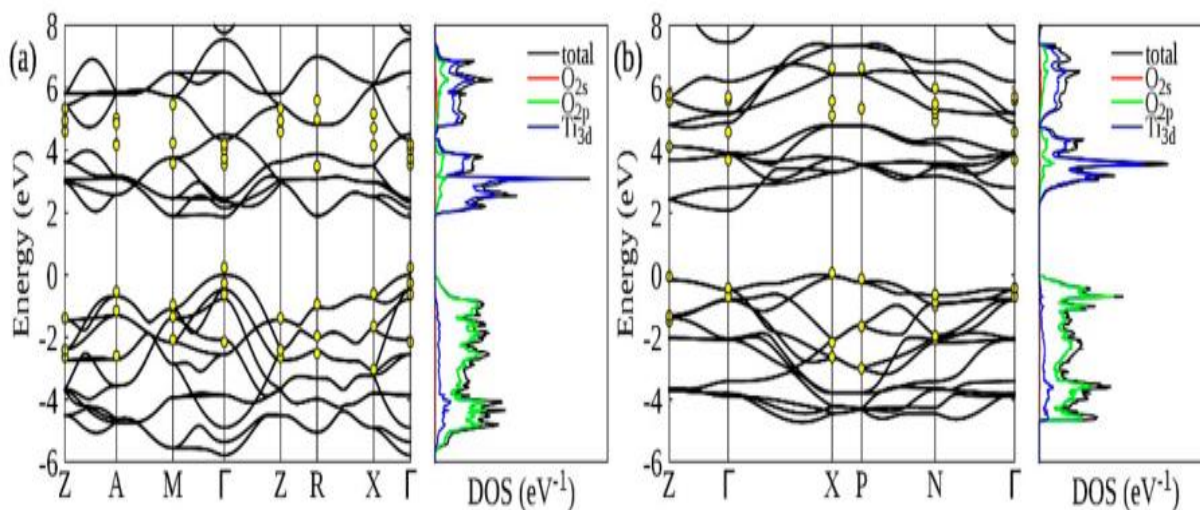 (a)
Energy (eV)
8
6
4
2
0
-2
-4
-6
Z A M Γ Z R X Γ
total
O2s
O2p
Ti3d
DOS (eV-1)
(b)
Energy (eV)
8
6
4
2
0
-2
-4
-6
Z Γ X P N Γ
total
O2s
O2p
Ti3d
DOS (eV-1)